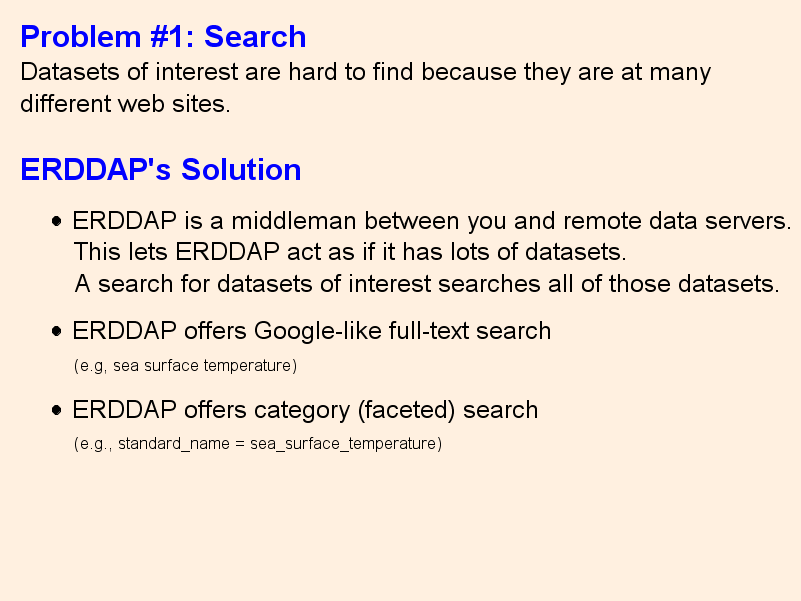 Problem #1: Search
Datasets of interest are hard to find because they are at many
different web sites.
ERDDAP's Solution
• ERDDAP is a middleman between you and remote data servers.
This lets ERDDAP act as if it has lots of datasets.
A search for datasets of interest searches all of those datasets.
• ERDDAP offers Google-like full-text search
(e.g, sea surface temperature)
• ERDDAP offers category (faceted) search
(e.g., standard_name = sea_surface_temperature)